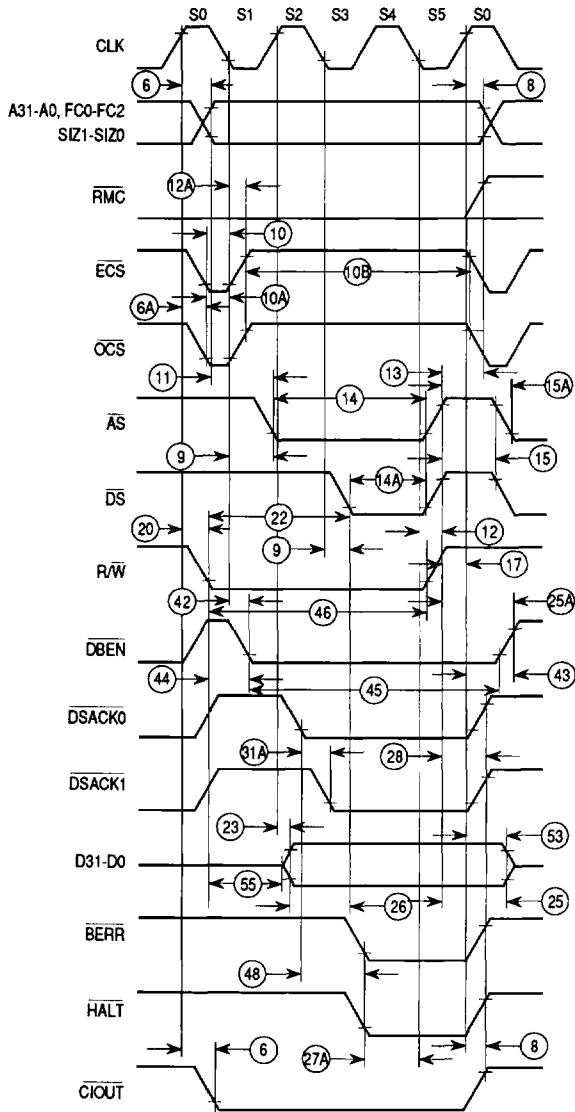 S0 S1 S2 S3 S4 S5 S0
CLK
6 8
A31-A0, FC0-FC2
SIZ1-SIZ0
12A
RMC
10
ECS
10B
6A 10A
OCS
11 13
14 15A
AS
9 15
14A
DS
20 22 12
9
R/W 17
42 46 25A
DBEN
44 45 43
DSACK0
31A 28
DSACK1
23 53
D31-D0
55 26 25
BERR
48
HALT
6 27A 8
CIOUT